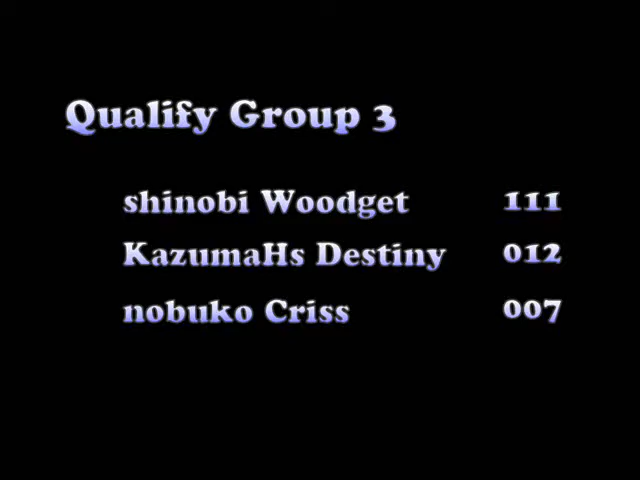 Qualify Group 3
shinobi Woodget 111
KazumaHs Destiny 012
nobuko Criss 007